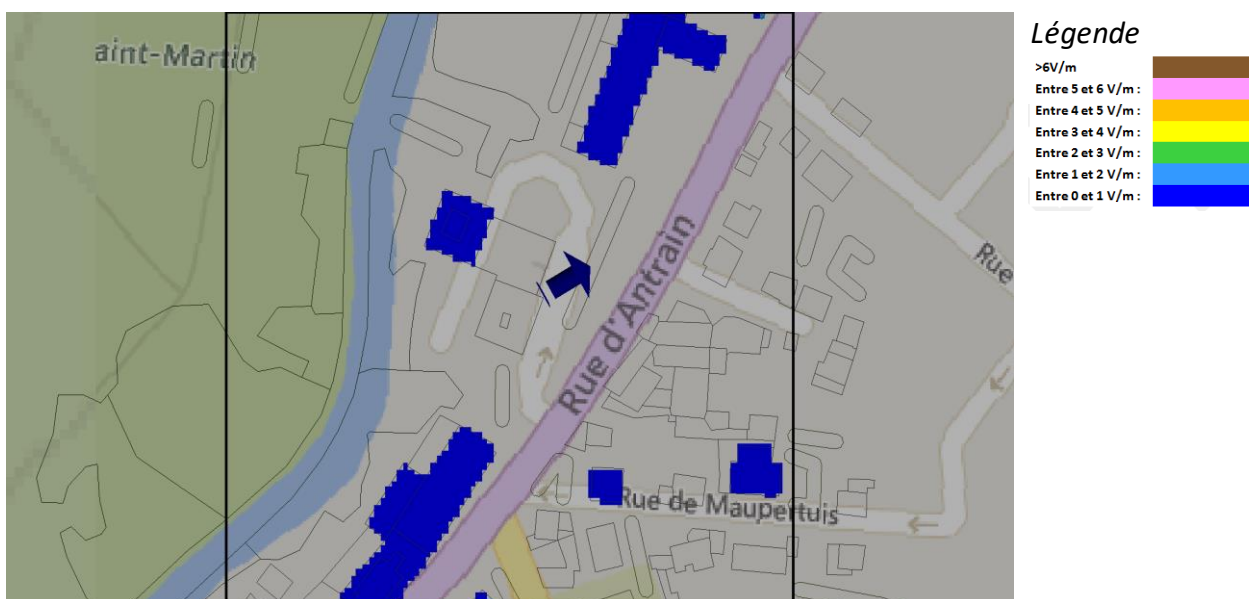 aint-Martin
Rue d'Antrain
Rue
Rue de Maupertuis
Légende
>6V/m
Entre 5 et 6 V/m :
Entre 4 et 5 V/m :
Entre 3 et 4 V/m :
Entre 2 et 3 V/m :
Entre 1 et 2 V/m :
Entre 0 et 1 V/m :